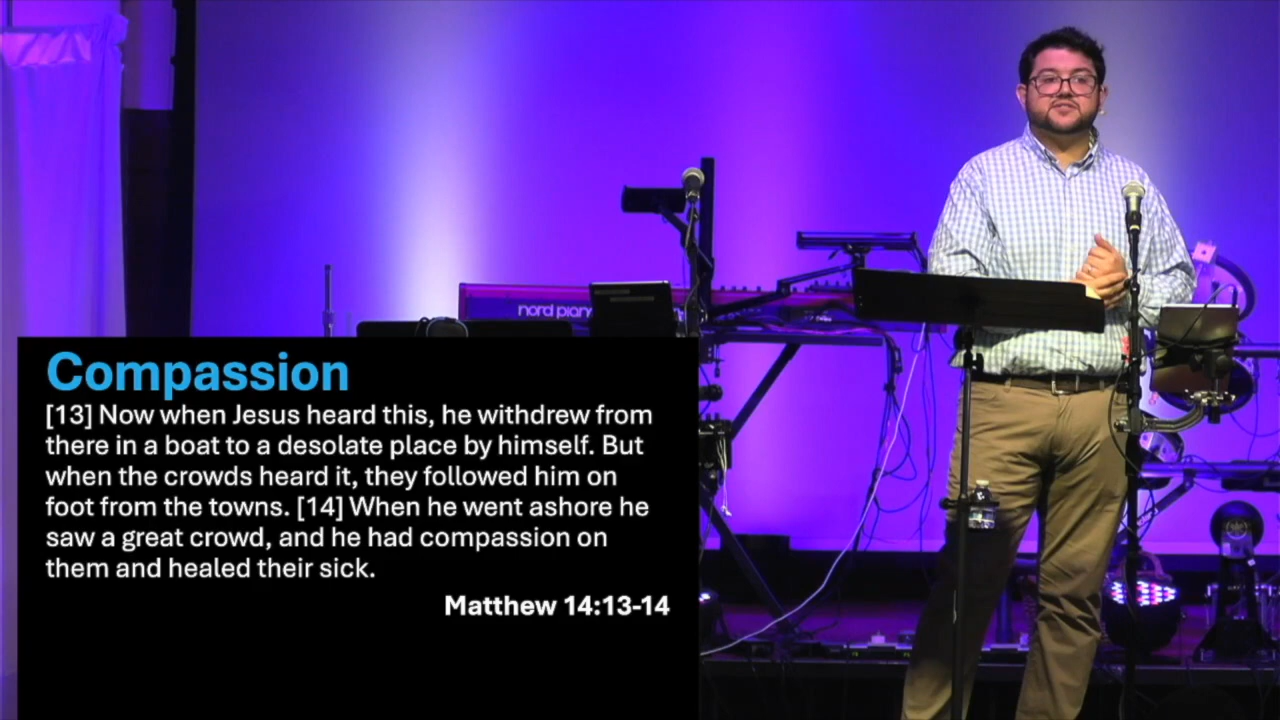 nord piano
Compassion
[13] Now when Jesus heard this, he withdrew from
there in a boat to a desolate place by himself. But
when the crowds heard it, they followed him on
foot from the towns. [14] When he went ashore he
saw a great crowd, and he had compassion on
them and healed their sick.
Matthew 14:13-14